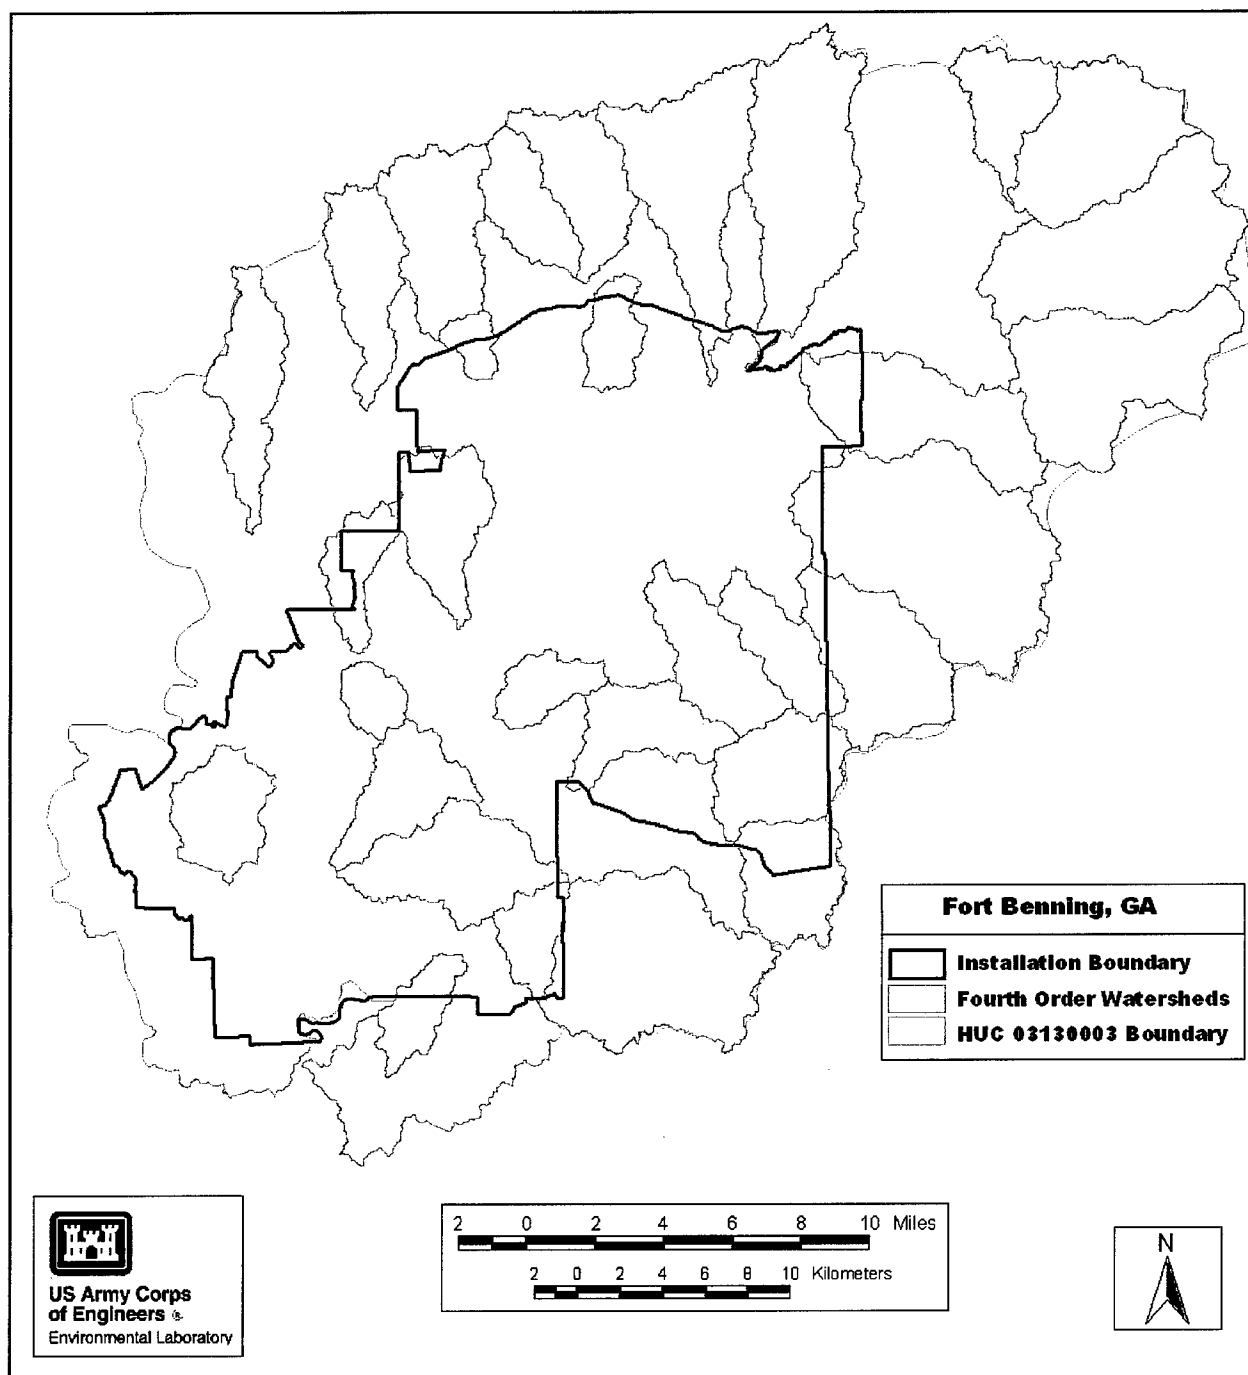 Fort Benning, GA
Installation Boundary
Fourth Order Watersheds
HUC 03130003 Boundary
2 0 2 4 6 8 10 Miles
2 0 2 4 6 8 10 Kilometers
N
US Army Corps
of Engineers ®
Environmental Laboratory